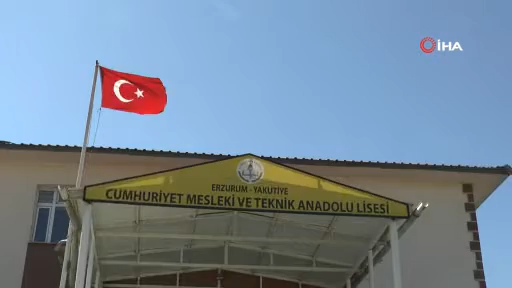 İHA
ERZURUM - YAKUTİYE
CUMHURİYET MESLEKİ VE TEKNİK ANADOLU LİSESİ